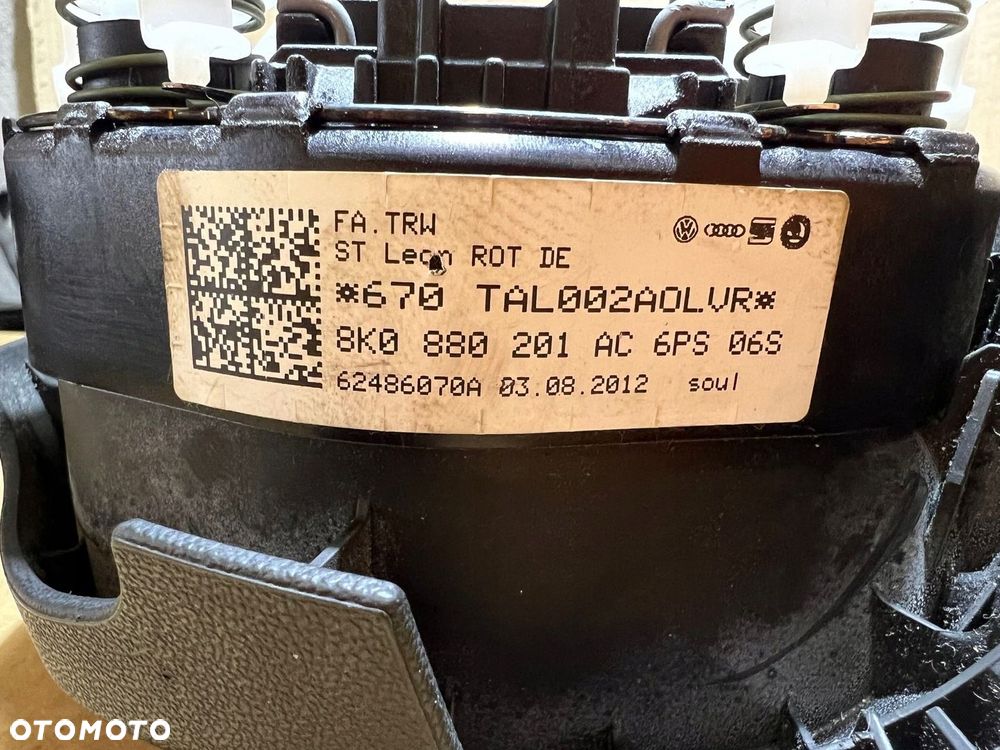 FA.TRW
ST Leon ROT DE
*670 TAL002AOLVR*
8K0 880 201 AC 6PS 06S
62486070A 03.08.2012 soul
OTOMOTO